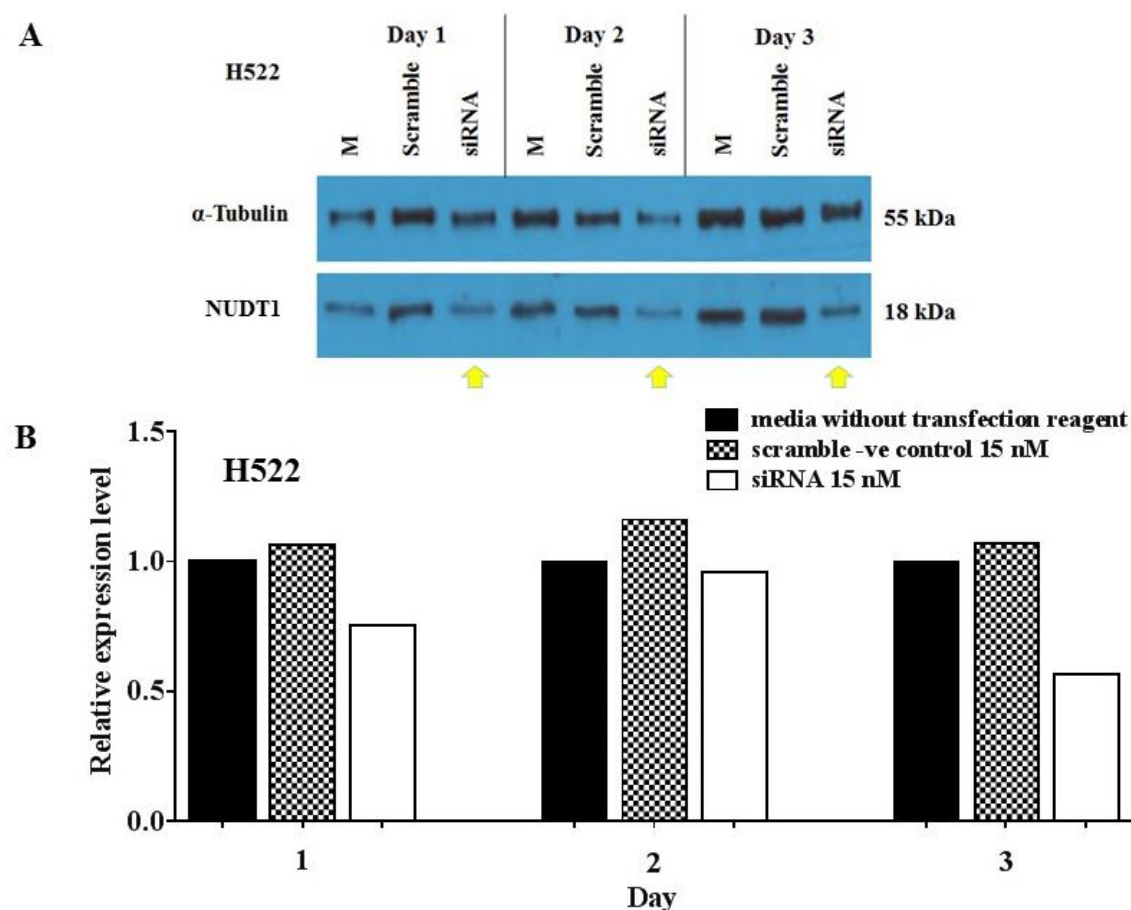 A
H522
Day 1
Day 2
Day 3
M
Scramble
siRNA
M
Scramble
siRNA
M
Scramble
siRNA
α-Tubulin
55 kDa
NUDT1
18 kDa
B
media without transfection reagent
scramble -ve control 15 nM
siRNA 15 nM
H522
Relative expression level
1.5
1.0
0.5
0.0
1
2
3
Day